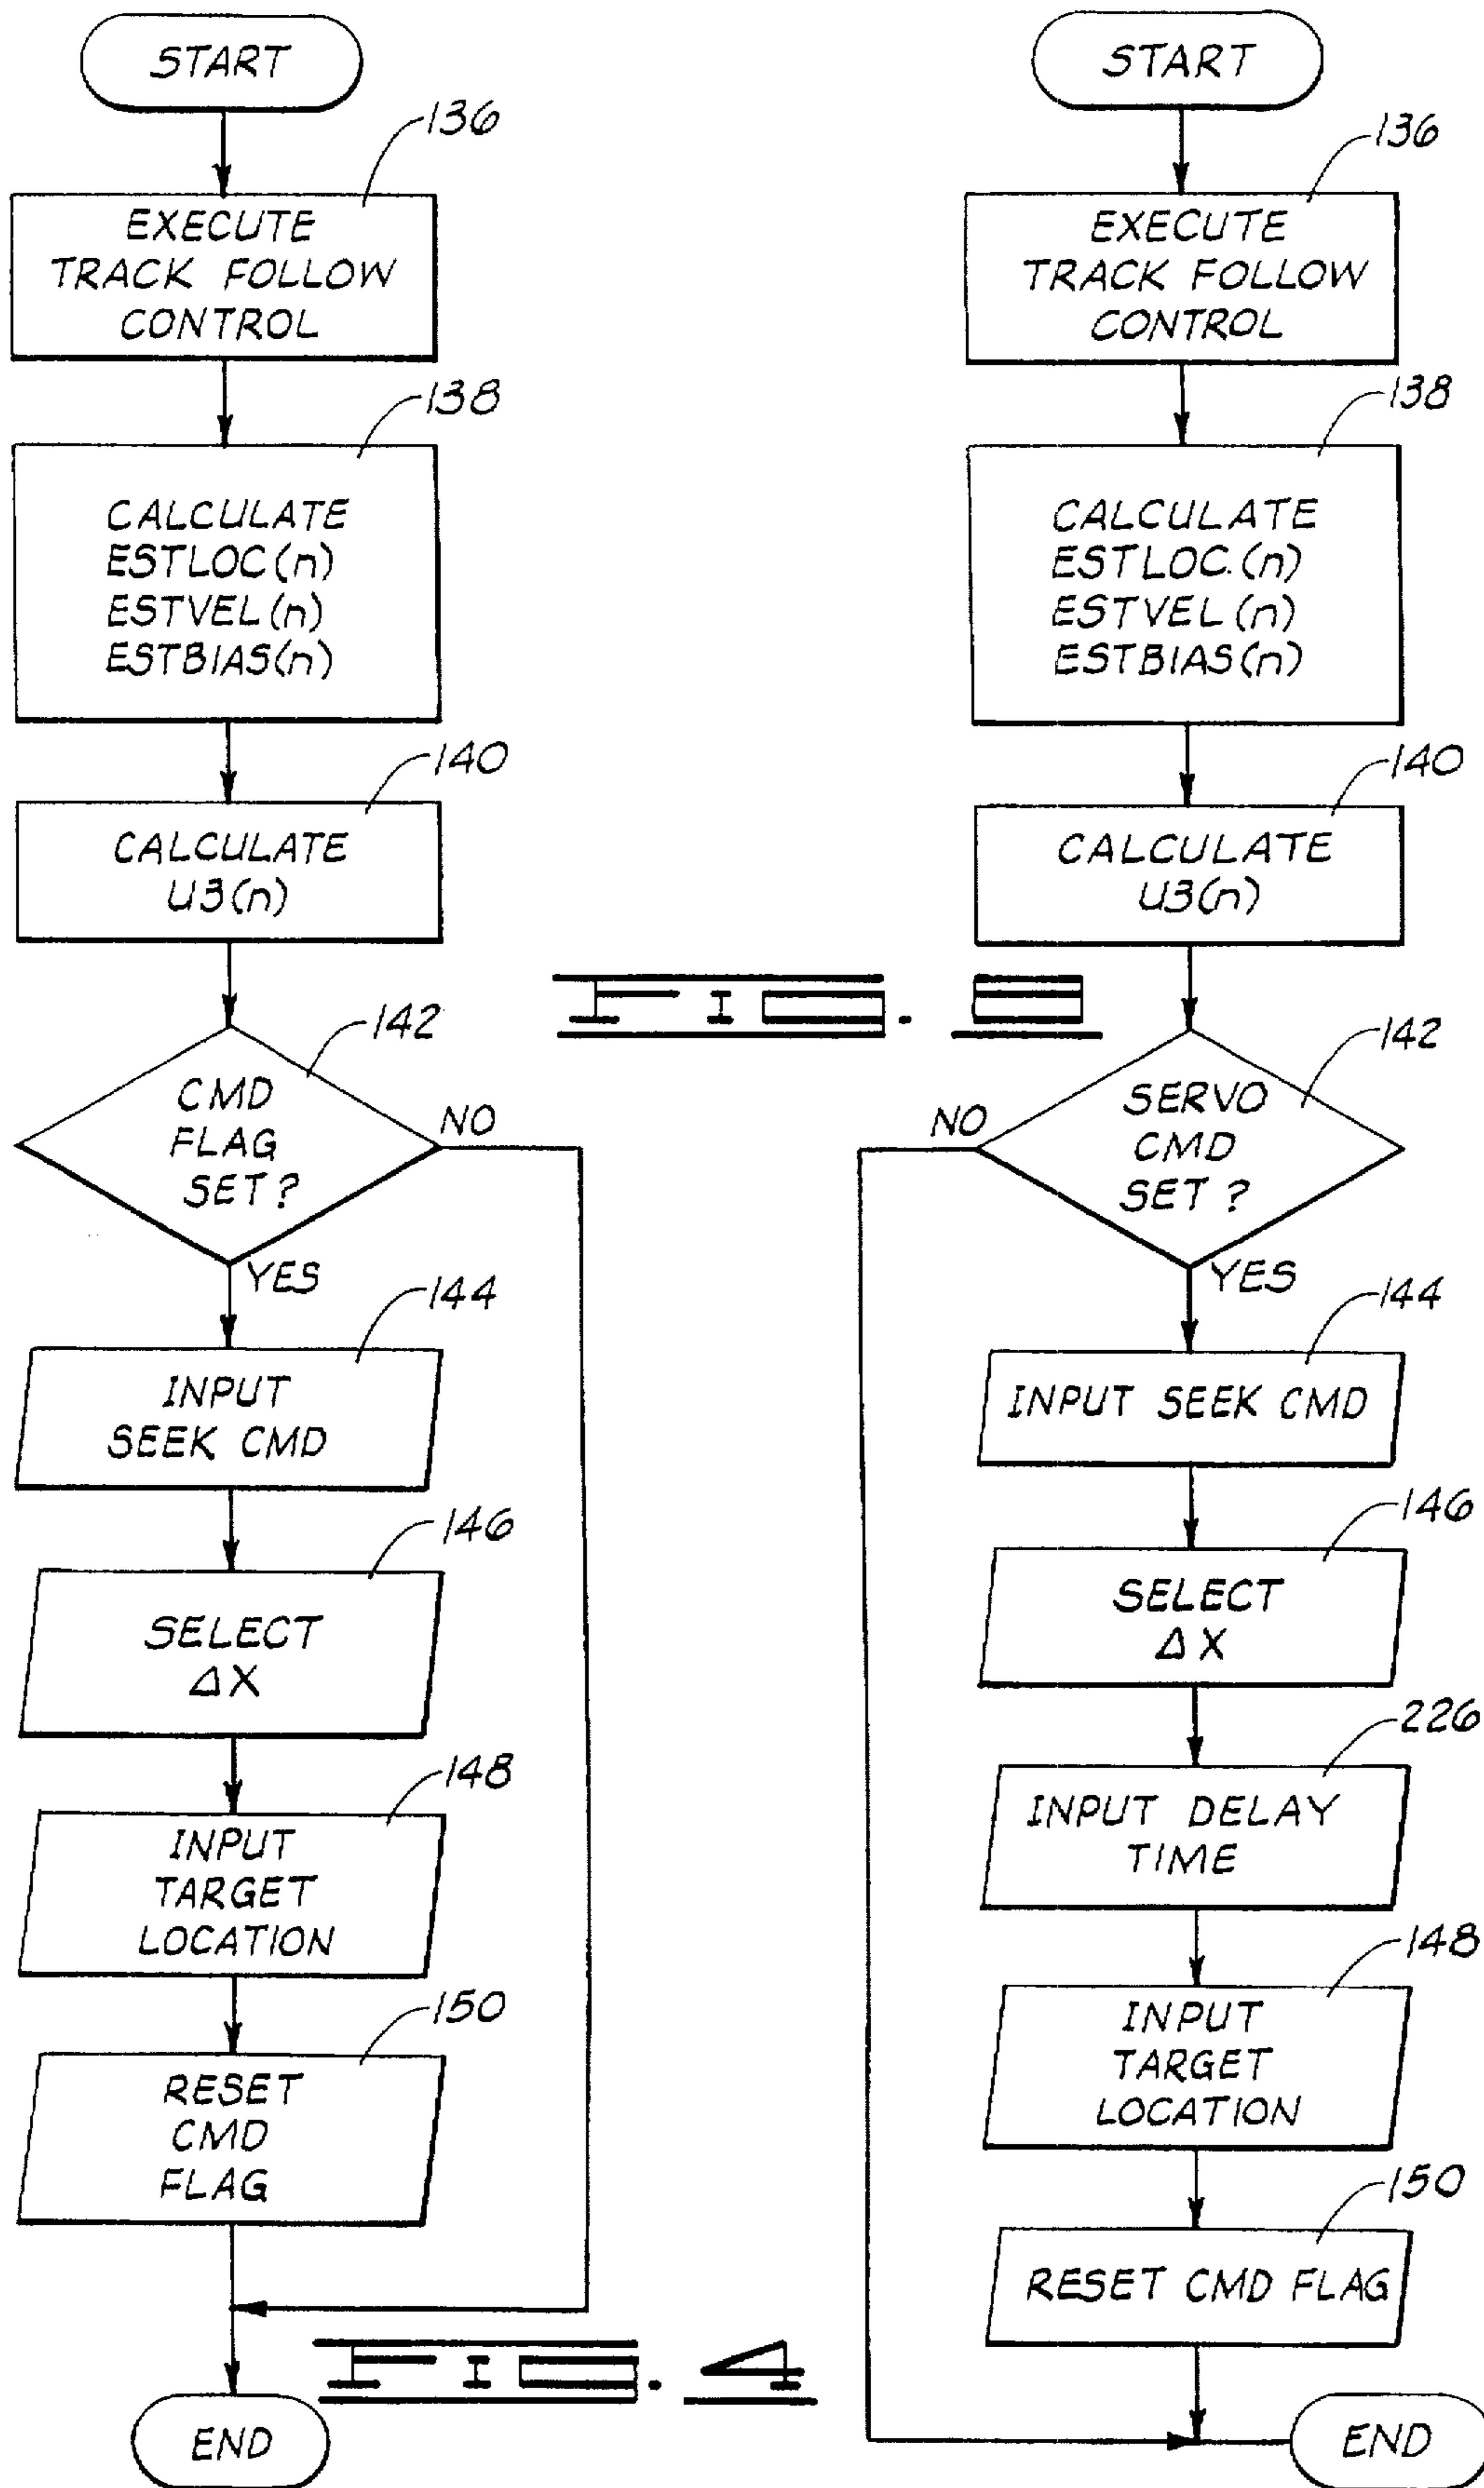 START
136
EXECUTE
TRACK FOLLOW
CONTROL
138
CALCULATE
ESTLOC(n)
ESTVEL(n)
ESTBIAS(n)
140
CALCULATE
U3(n)
142
CMD
FLAG
SET?
NO
YES
144
INPUT
SEEK CMD
146
SELECT
ΔX
148
INPUT
TARGET
LOCATION
150
RESET
CMD
FLAG
END
FIG. 4
START
136
EXECUTE
TRACK FOLLOW
CONTROL
138
CALCULATE
ESTLOC.(n)
ESTVEL(n)
ESTBIAS(n)
140
CALCULATE
U3(n)
FIG. 8
142
SERVO
CMD
SET?
NO
YES
144
INPUT SEEK CMD
146
SELECT
ΔX
226
INPUT DELAY
TIME
148
INPUT
TARGET
LOCATION
150
RESET CMD FLAG
END